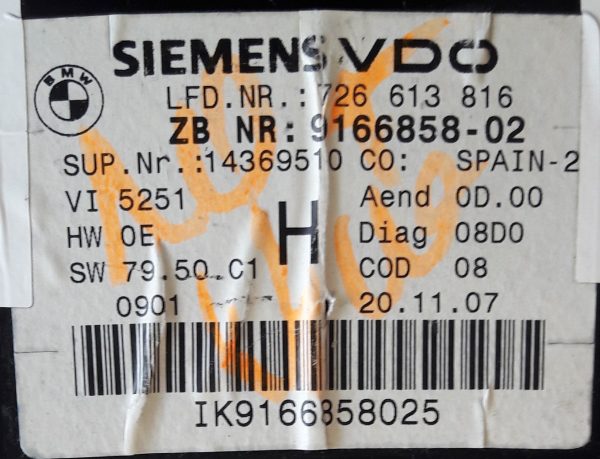 SIEMENS VDO
BMW
LFD.NR.: 726 613 816
ZB NR: 9166858-02
SUP.Nr.:14369510 CO: SPAIN-2
VI 5251 Aend 0D.00
HW 0E H Diag 08D0
SW 79.50.C1 COD 08
0901 20.11.07
IK9166858025